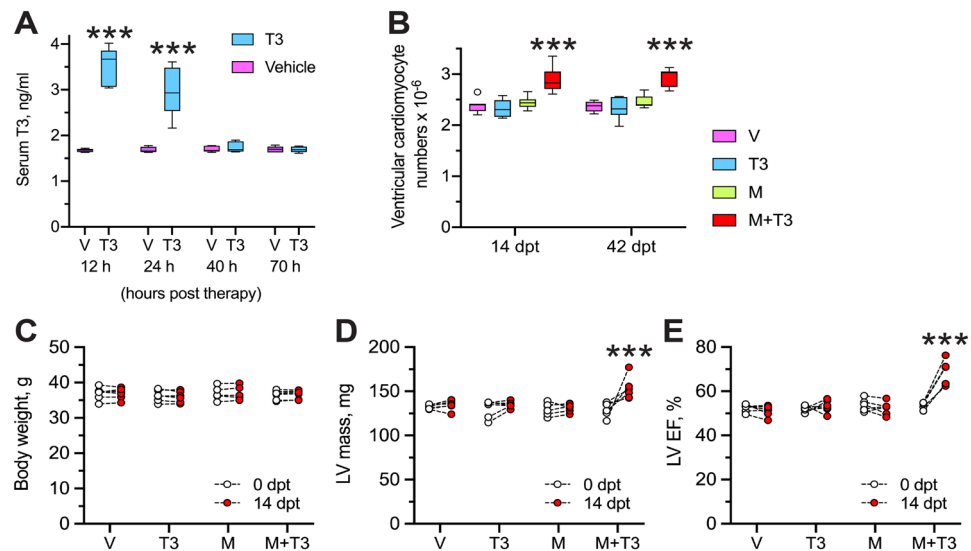 A
Serum T3, ng/ml
4
3
2
1
0
***
***
T3
Vehicle
V T3 V T3 V T3 V T3
12 h 24 h 40 h 70 h
(hours post therapy)
B
Ventricular cardiomyocyte
numbers x 10-6
3
2
1
0
***
***
14 dpt 42 dpt
V
T3
M
M+T3
C
Body weight, g
50
40
30
20
10
0
0 dpt
14 dpt
V T3 M M+T3
D
LV mass, mg
200
150
100
50
0
***
0 dpt
14 dpt
V T3 M M+T3
E
LV EF, %
80
60
40
20
0
***
0 dpt
14 dpt
V T3 M M+T3